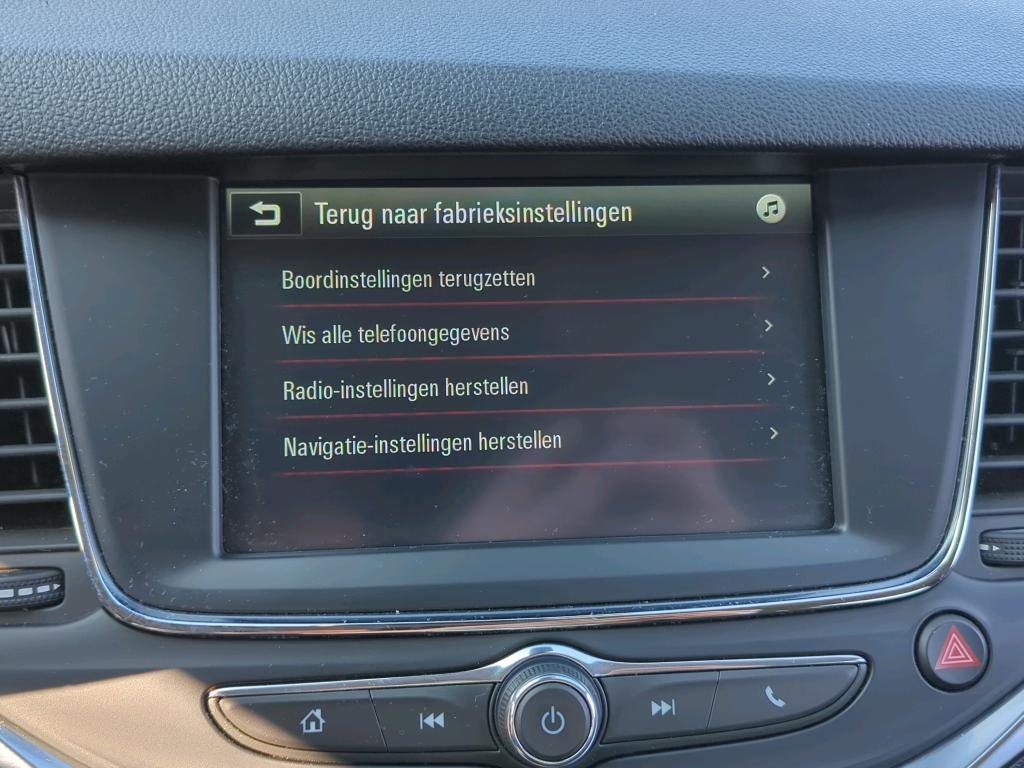 Terug naar fabrieksinstellingen
Boordinstellingen terugzetten
Wis alle telefoongegevens
Radio-instellingen herstellen
Navigatie-instellingen herstellen